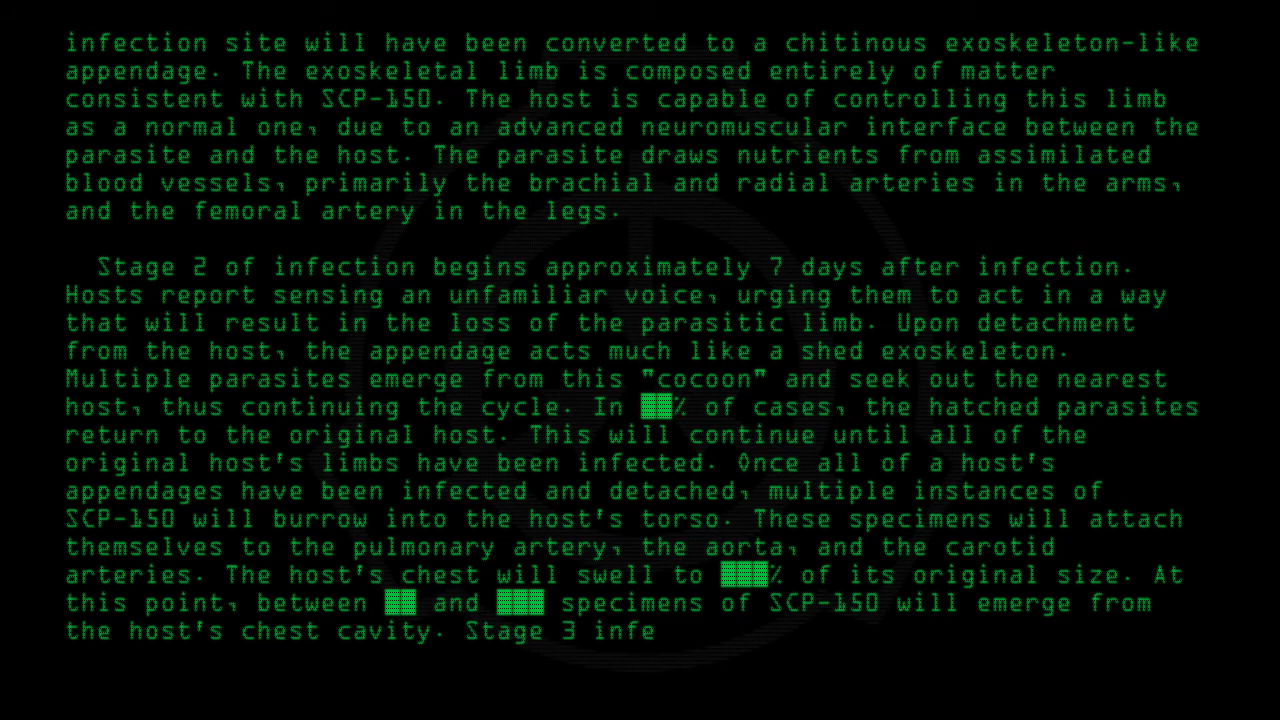 infection site will have been converted to a chitinous exoskeleton-like
appendage. The exoskeletal limb is composed entirely of matter
consistent with SCP-150. The host is capable of controlling this limb
as a normal one, due to an advanced neuromuscular interface between the
parasite and the host. The parasite draws nutrients from assimilated
blood vessels, primarily the brachial and radial arteries in the arms,
and the femoral artery in the legs.
Stage 2 of infection begins approximately 7 days after infection.
Hosts report sensing an unfamiliar voice, urging them to act in a way
that will result in the loss of the parasitic limb. Upon detachment
from the host, the appendage acts much like a shed exoskeleton.
Multiple parasites emerge from this "cocoon" and seek out the nearest
host, thus continuing the cycle. In ██% of cases, the hatched parasites
return to the original host. This will continue until all of the
original host's limbs have been infected. Once all of a host's
appendages have been infected and detached, multiple instances of
SCP-150 will burrow into the host's torso. These specimens will attach
themselves to the pulmonary artery, the aorta, and the carotid
arteries. The host's chest will swell to ███% of its original size. At
this point, between ██ and ███ specimens of SCP-150 will emerge from
the host's chest cavity. Stage 3 infe